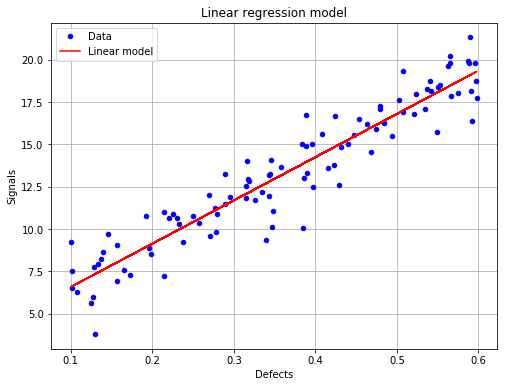 Linear regression model
Data
Linear model
20.0
17.5
15.0
12.5
10.0
7.5
5.0
Signals
0.1 0.2 0.3 0.4 0.5 0.6
Defects